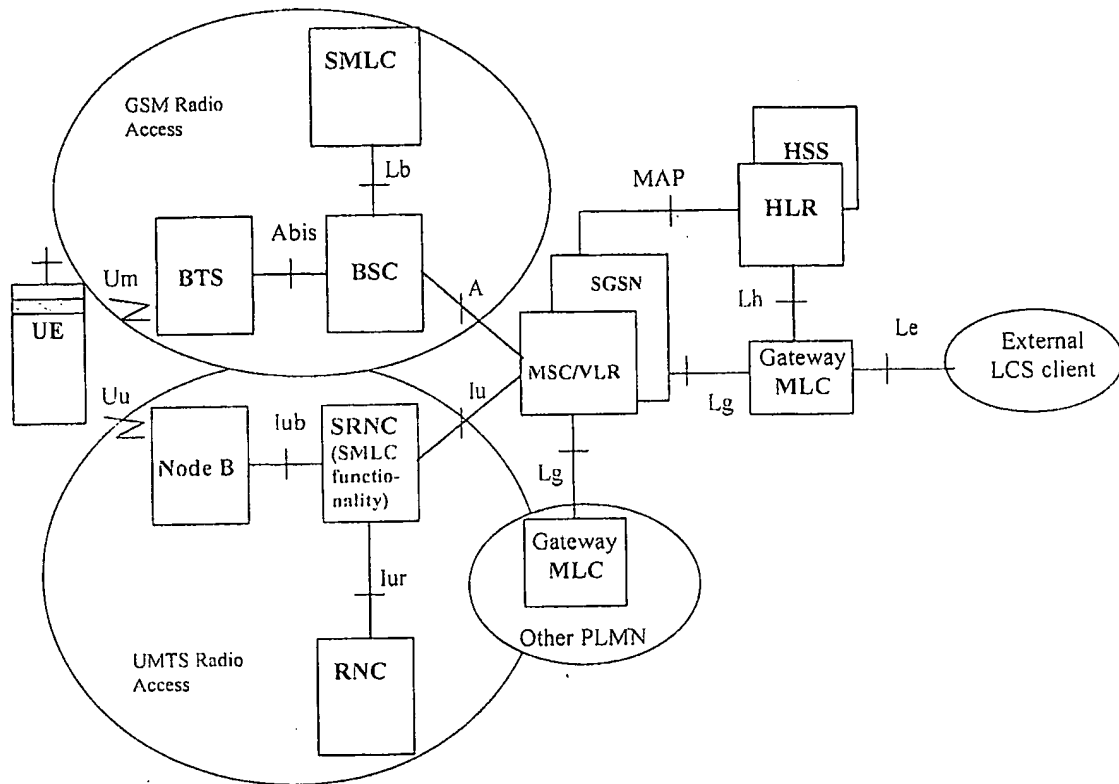 SMLC
GSM Radio
Access
Lb
HSS
MAP
HLR
Abis
Um
BTS
BSC
SGSN
A
Lh
Le
UE
MSC/VLR
Gateway
MLC
External
LCS client
Uu
Iu
Lg
Iub
SRNC
(SMLC
functio-
nality)
Node B
Lg
Gateway
MLC
Iur
Other PLMN
UMTS Radio
Access
RNC